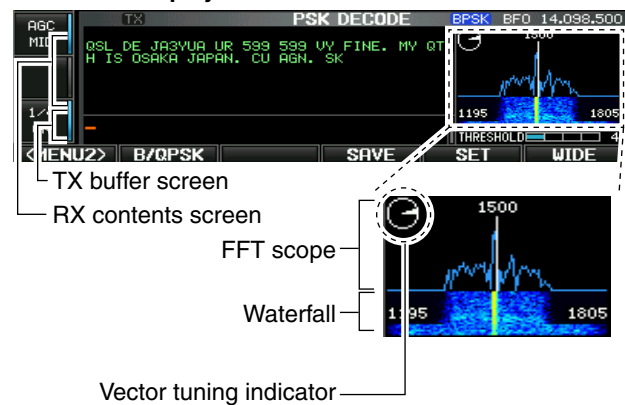 AGC
MID
TX
PSK DECODE
BPSK BF0 14.098.500
QSL DE JA3YUA UR 599 599 VY FINE. MY QT
H IS OSAKA JAPAN. CU AGN. SK
1500
1195 1805
THRESHOLD 4
<MENU2> B/QPSK SAVE SET WIDE
TX buffer screen
RX contents screen
1500
FFT scope
Waterfall
1195 1805
Vector tuning indicator